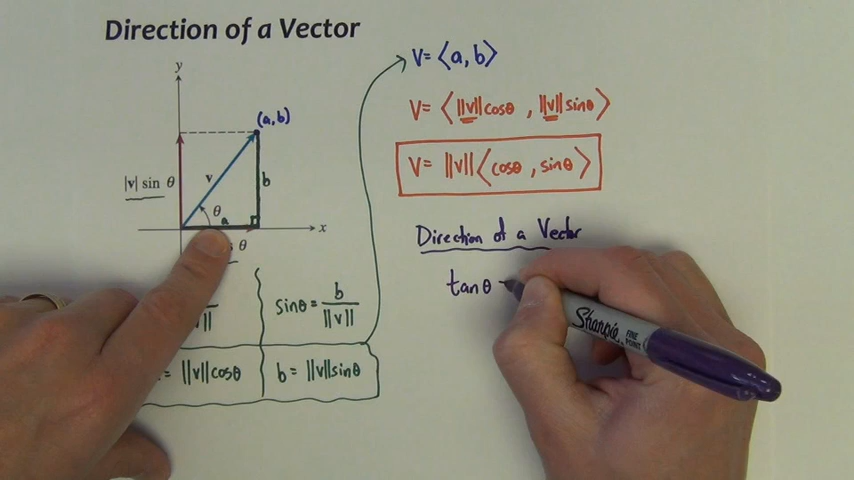 Direction of a Vector
y
(a,b)
v
|v| sin θ
b
θ
a
x
θ
sinθ = b / ||v||
||v||
= ||v||cosθ
b = ||v||sinθ
V = ⟨a, b⟩
V = ⟨||v||cosθ , ||v||sinθ⟩
V = ||v||⟨cosθ , sinθ⟩
Direction of a Vector
tanθ
Sharpie
FINE POINT